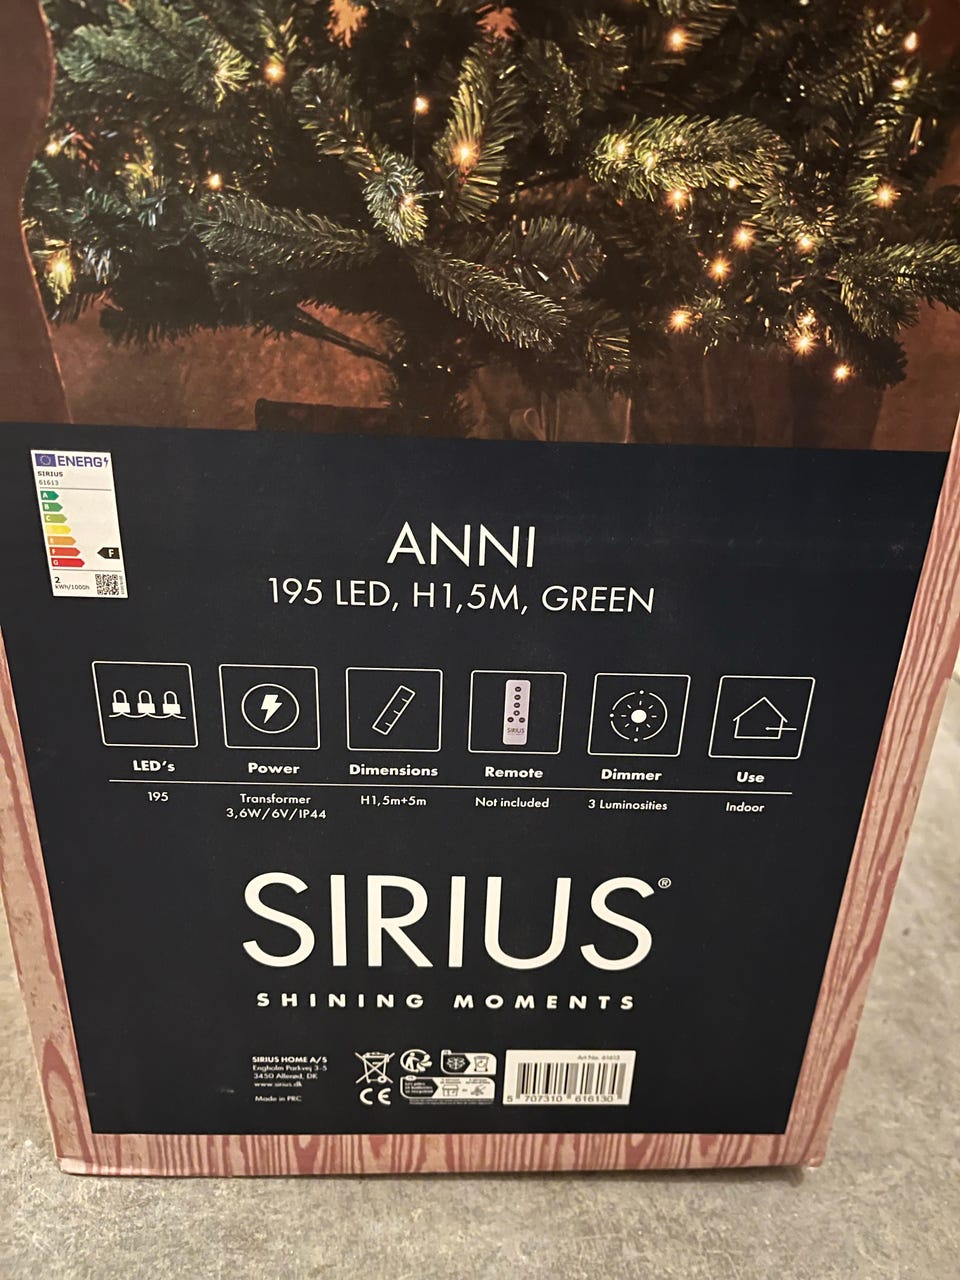 ENERG
SIRIUS
61613
A
B
C
E
F
G
F
2
kWh/1000h
ANNI
195 LED, H1,5M, GREEN
SIRIUS
LED's Power Dimensions Remote Dimmer Use
195 Transformer H1,5m+5m Not included 3 Luminosities Indoor
3,6W/6V/IP44
SIRIUS®
SHINING MOMENTS
SIRIUS HOME A/S
Engholm Parkvej 3-5
3450 Allerød, DK
www.sirius.dk
Made in PRC
CE
Art No. 61613
5 707310 616130